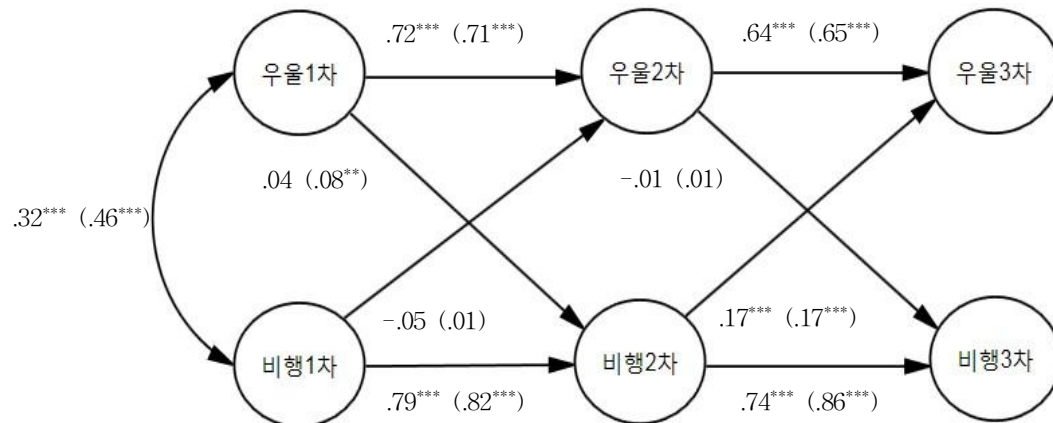 .72*** (.71***)
.64*** (.65***)
우울1차
우울2차
우울3차
.04 (.08**)
-.01 (.01)
.32*** (.46***)
-.05 (.01)
.17*** (.17***)
비행1차
비행2차
비행3차
.79*** (.82***)
.74*** (.86***)